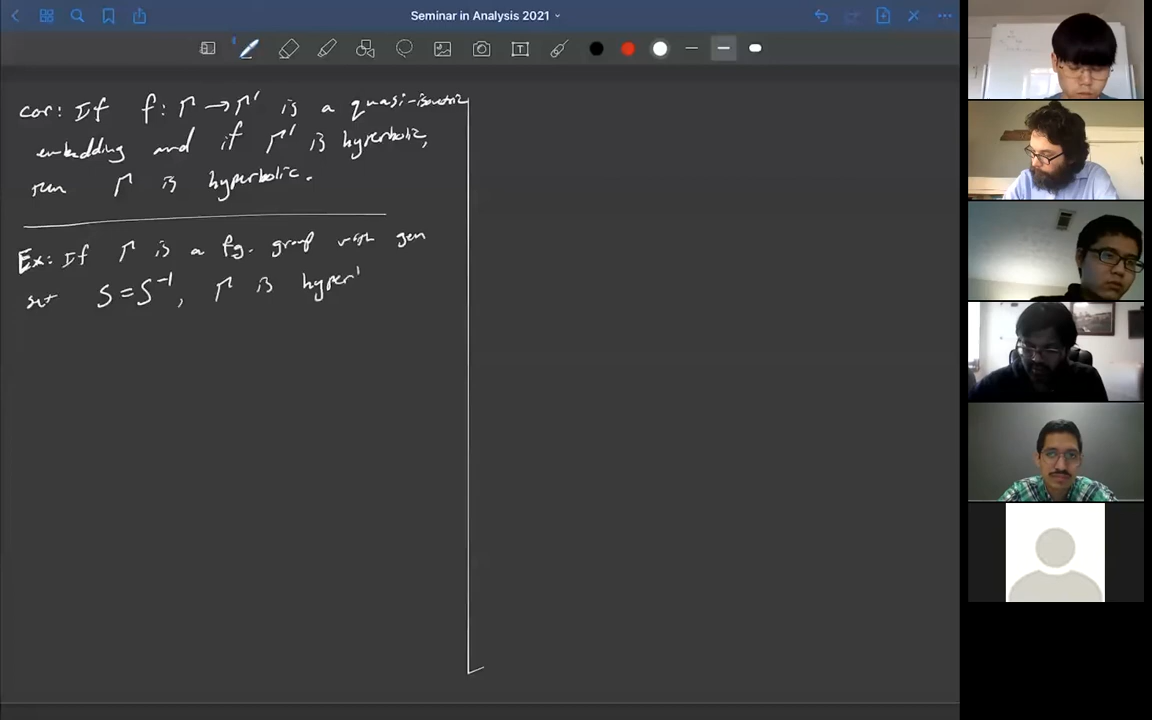 Seminar in Analysis 2021
cor: If f: Γ → Γ' is a quasi-isometric
embedding and if Γ' is hyperbolic,
then Γ is hyperbolic.
Ex: If Γ is a fg. group with gen
set S = S⁻¹, Γ is hyper